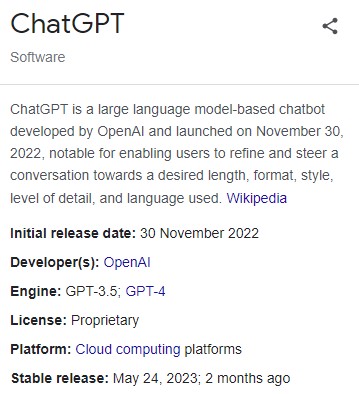 ChatGPT
Software
ChatGPT is a large language model-based chatbot
developed by OpenAI and launched on November 30,
2022, notable for enabling users to refine and steer a
conversation towards a desired length, format, style,
level of detail, and language used. Wikipedia
Initial release date: 30 November 2022
Developer(s): OpenAI
Engine: GPT-3.5; GPT-4
License: Proprietary
Platform: Cloud computing platforms
Stable release: May 24, 2023; 2 months ago